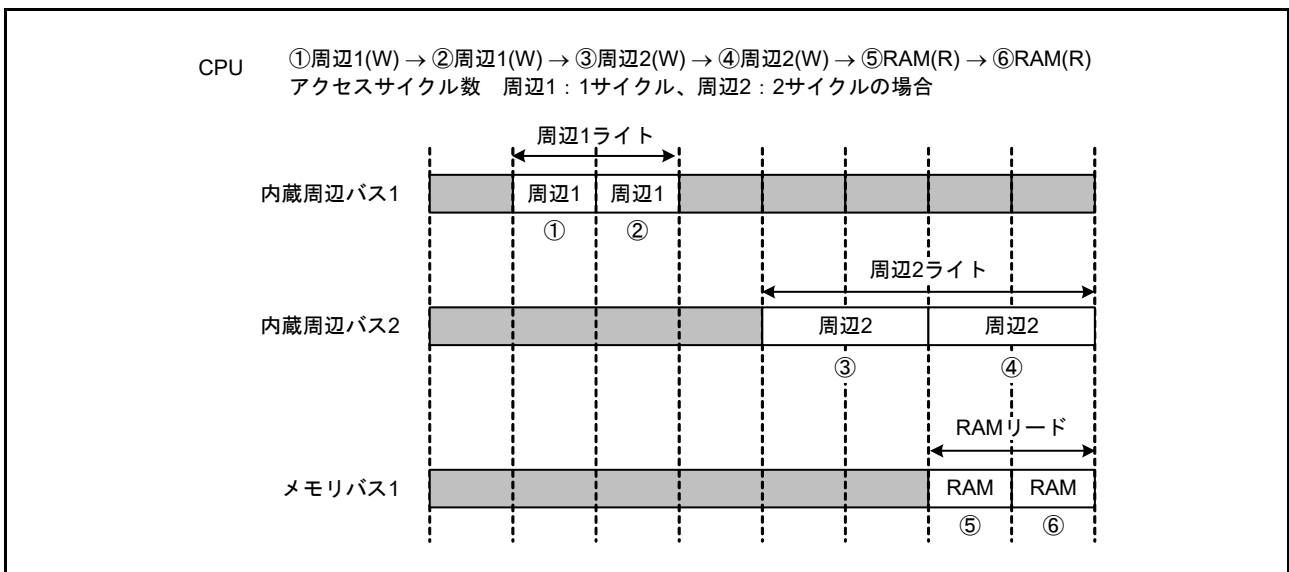 CPU ①周辺1(W) → ②周辺1(W) → ③周辺2(W) → ④周辺2(W) → ⑤RAM(R) → ⑥RAM(R)
アクセスサイクル数　周辺1：1サイクル、周辺2：2サイクルの場合
周辺1ライト
内蔵周辺バス1 周辺1 周辺1
① ②
周辺2ライト
内蔵周辺バス2 周辺2 周辺2
③ ④
RAMリード
メモリバス1 RAM RAM
⑤ ⑥